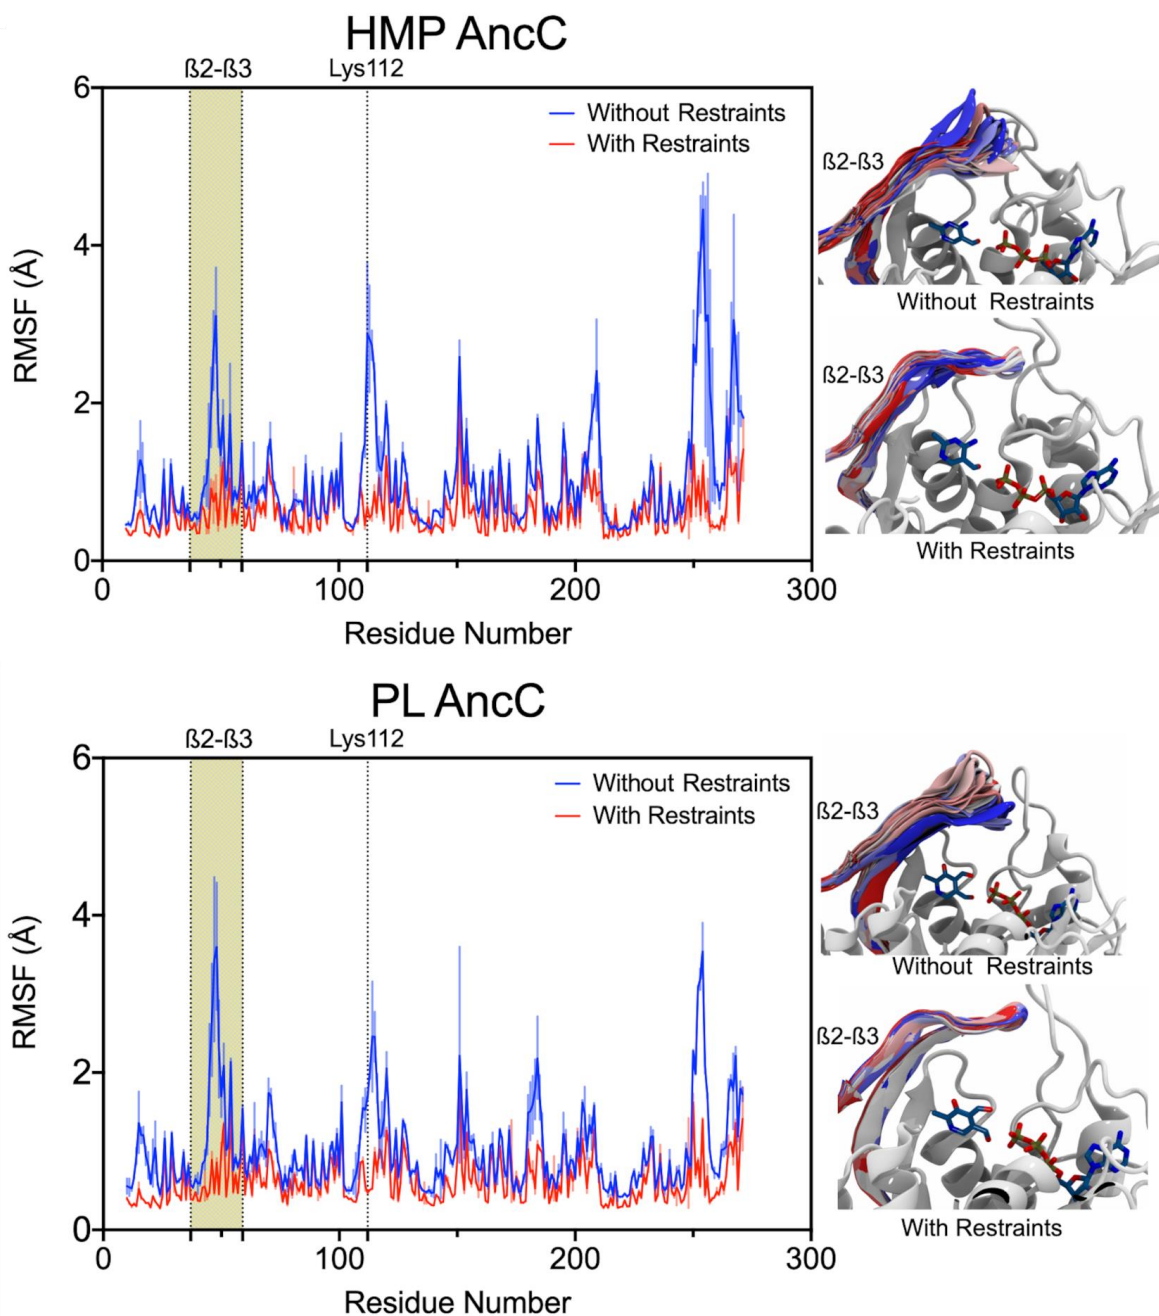 HMP AncC
ß2-ß3 Lys112
6
Without Restraints
With Restraints
4
2
0
RMSF (Å)
0 100 200 300
Residue Number
ß2-ß3
Without Restraints
ß2-ß3
With Restraints
PL AncC
ß2-ß3 Lys112
6
Without Restraints
With Restraints
4
2
0
RMSF (Å)
0 100 200 300
Residue Number
ß2-ß3
Without Restraints
ß2-ß3
With Restraints